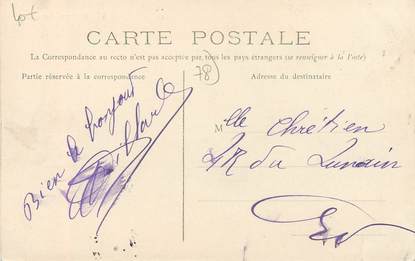 Lot
CARTE POSTALE
La Correspondance au recto n'est pas acceptée par tous les pays étrangers (se renseigner à la Poste)
78)
Partie réservée à la correspondance
Adresse du destinataire
Bien le bonjour
Mlle Chrétien
du